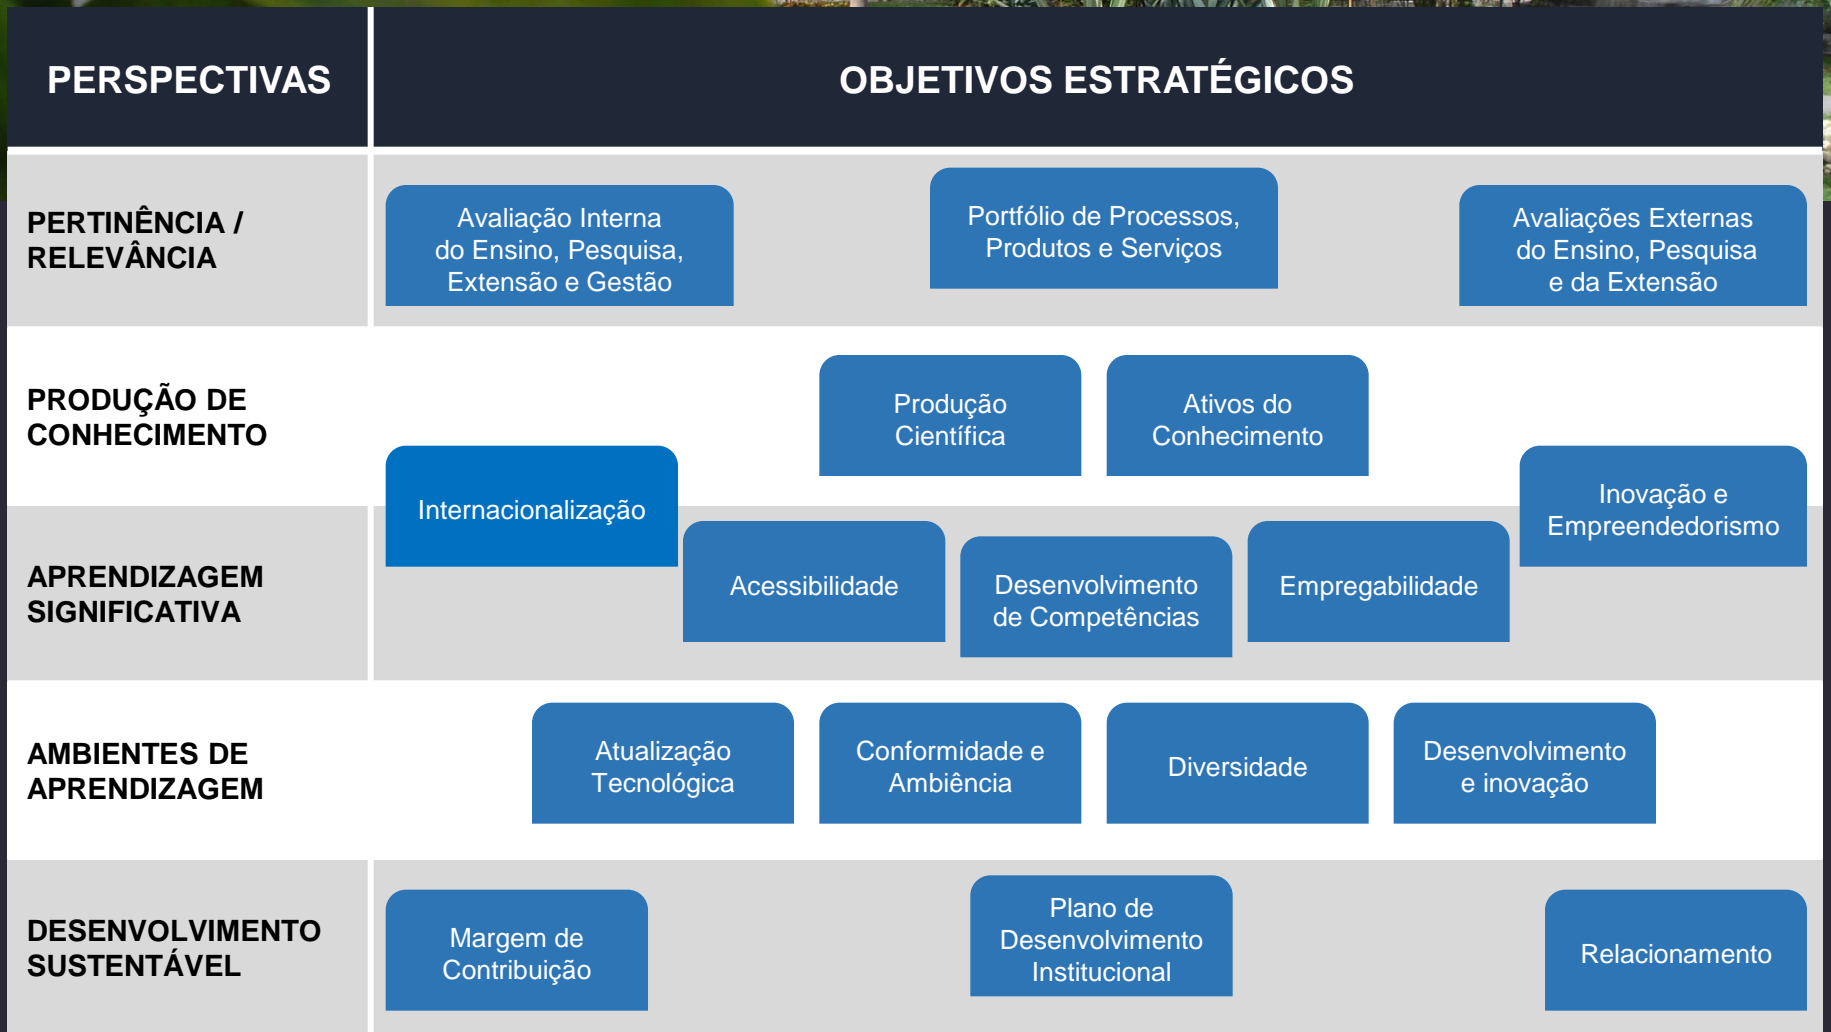 PERSPECTIVAS
OBJETIVOS ESTRATÉGICOS
PERTINÊNCIA /
RELEVÂNCIA
Avaliação Interna
do Ensino, Pesquisa,
Extensão e Gestão
Portfólio de Processos,
Produtos e Serviços
Avaliações Externas
do Ensino, Pesquisa
e da Extensão
PRODUÇÃO DE
CONHECIMENTO
Produção
Científica
Ativos do
Conhecimento
Internacionalização
Inovação e
Empreendedorismo
APRENDIZAGEM
SIGNIFICATIVA
Acessibilidade
Desenvolvimento
de Competências
Empregabilidade
AMBIENTES DE
APRENDIZAGEM
Atualização
Tecnológica
Conformidade e
Ambiência
Diversidade
Desenvolvimento
e inovação
DESENVOLVIMENTO
SUSTENTÁVEL
Margem de
Contribuição
Plano de
Desenvolvimento
Institucional
Relacionamento